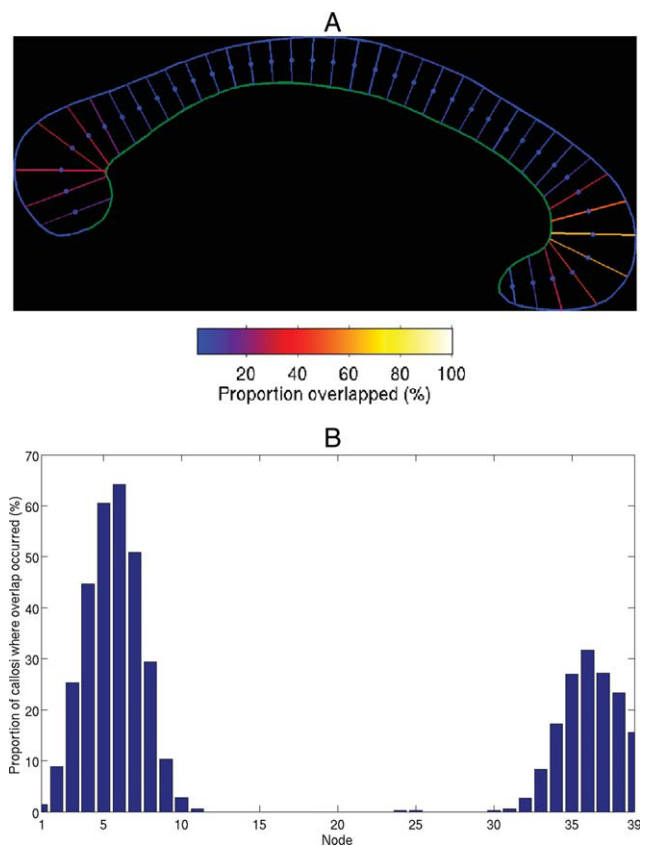 A
20 40 60 80 100
Proportion overlapped (%)
B
Proportion of callosi where overlap occurred (%)
70
60
50
40
30
20
10
0
1 5 10 15 20 25 30 35 39
Node